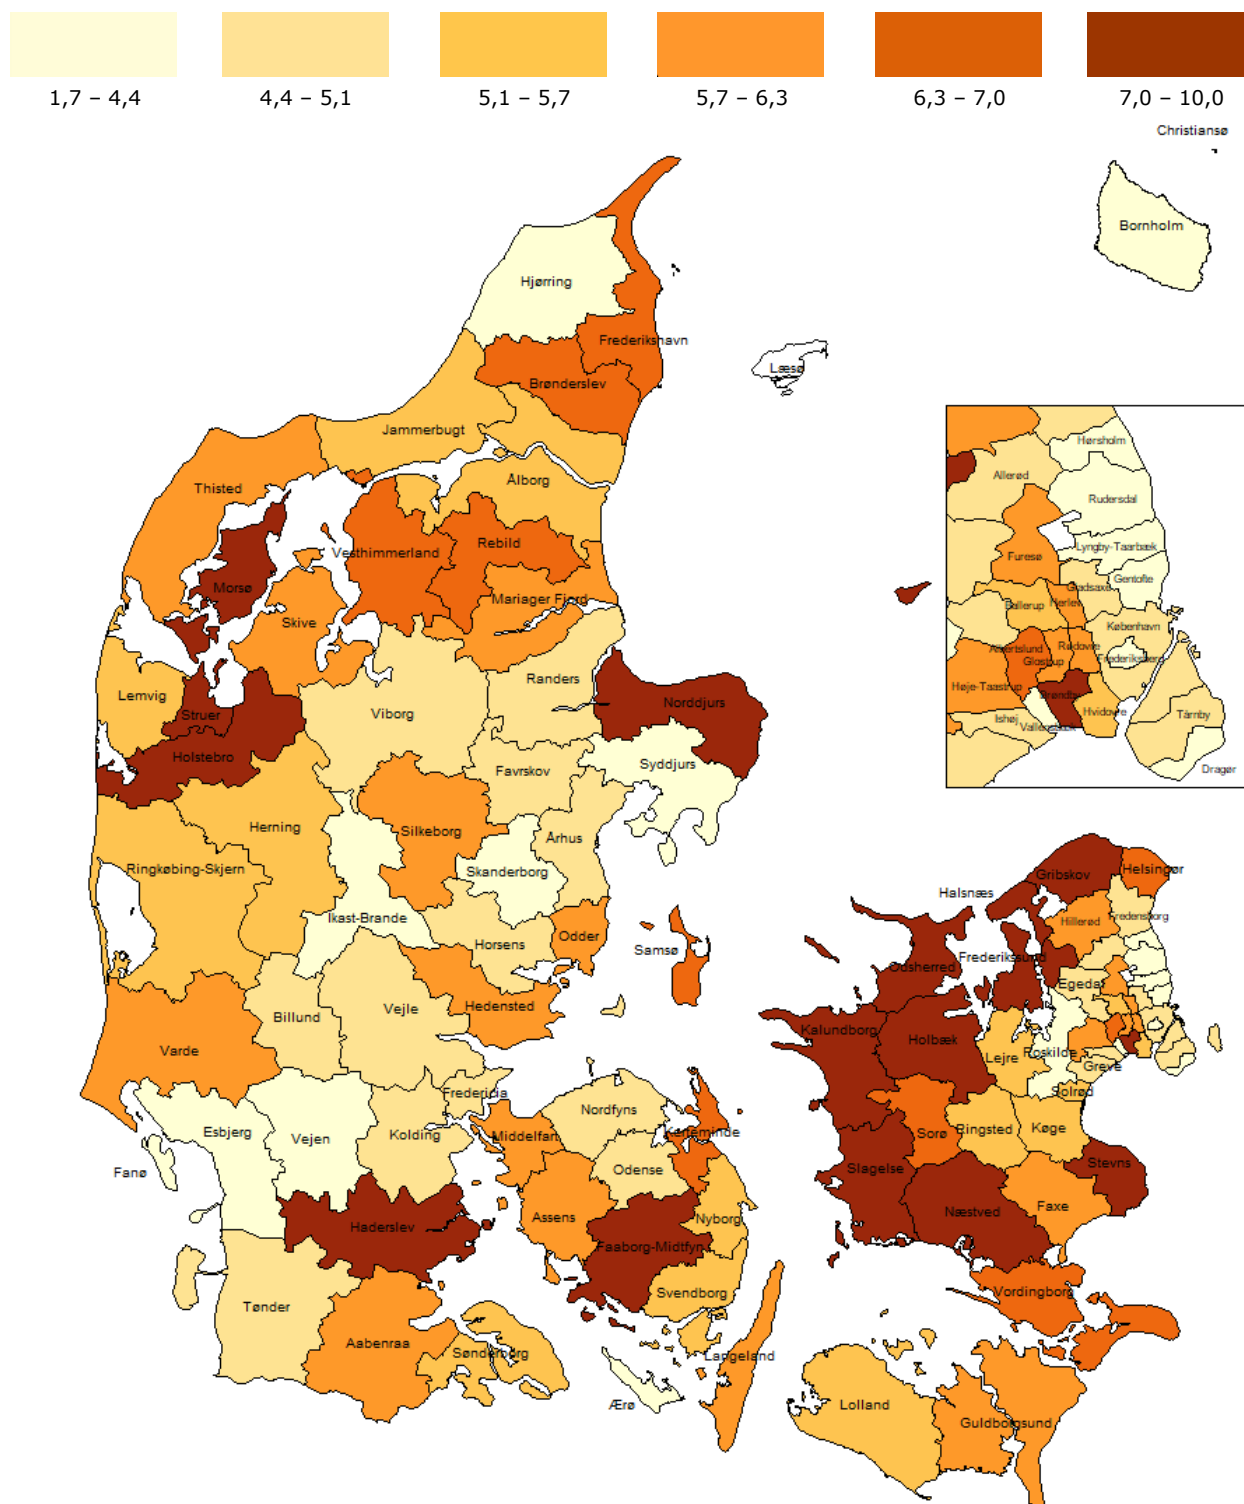 1,7 – 4,4 4,4 – 5,1 5,1 – 5,7 5,7 – 6,3 6,3 – 7,0 7,0 – 10,0
Christiansø
Bornholm
Hjørring
Frederikshavn
Læsø
Brønderslev
Jammerbugt
Hørsholm
Allerød
Ålborg
Thisted
Rudersdal
Rebild
Vesthimmerland
Lyngby-Taarbæk
Furesø
Gentofte
Morsø
Gladsaxe
Mariager Fjord
Ballerup
Herlev
Skive
København
Albertslund
Rødovre
Frederiksberg
Glostrup
Randers
Høje-Taastrup
Lemvig
Norddjurs
Brøndby
Struer
Viborg
Hvidovre
Tårnby
Ishøj
Vallensbæk
Holstebro
Syddjurs
Favrskov
Dragør
Herning
Silkeborg
Århus
Ringkøbing-Skjern
Skanderborg
Gribskov
Helsingør
Halsnæs
Ikast-Brande
Hillerød
Fredensborg
Odder
Horsens
Samsø
Frederikssund
Odsherred
Egedal
Hedensted
Billund
Vejle
Kalundborg
Holbæk
Varde
Lejre
Roskilde
Greve
Fredericia
Solrød
Nordfyns
Esbjerg
Vejen
Kolding
Middelfart
Kerteminde
Sorø
Ringsted
Køge
Fanø
Odense
Slagelse
Stevns
Haderslev
Assens
Nyborg
Næstved
Faxe
Faaborg-Midtfyn
Svendborg
Vordingborg
Tønder
Aabenraa
Sønderborg
Langeland
Ærø
Lolland
Guldborgsund